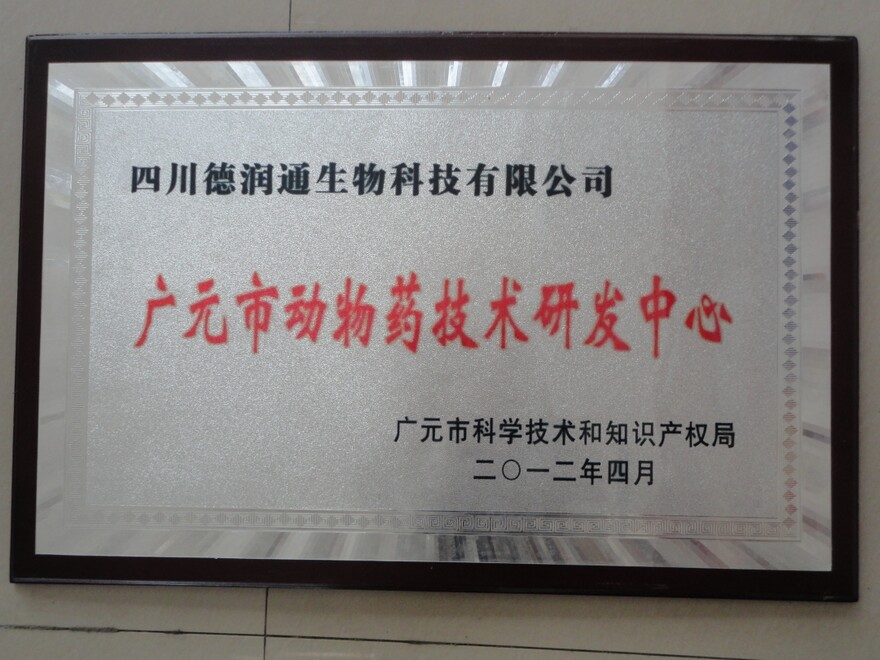 四川德润通生物科技有限公司
广元市动物药技术研发中心
广元市科学技术和知识产权局
二〇一二年四月